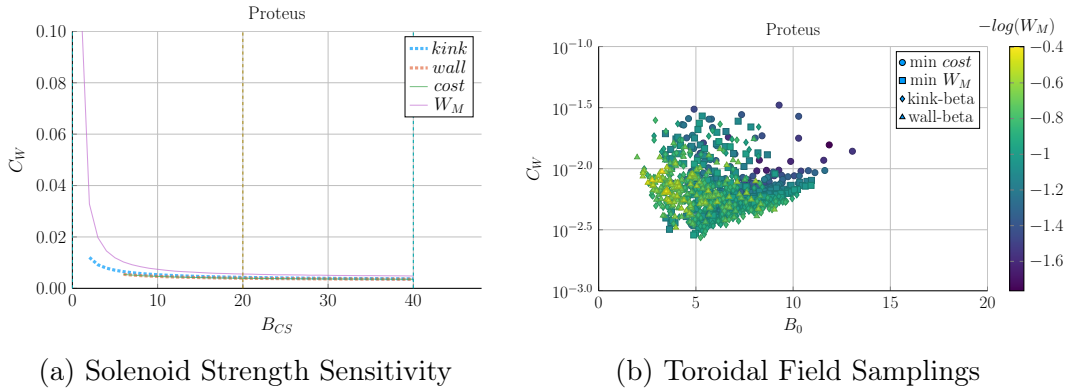 Proteus
0.10
0.08
0.06
0.04
0.02
0.00
C_W
0
10
20
30
40
B_{CS}
kink
wall
cost
W_M
(a) Solenoid Strength Sensitivity
Proteus
10^{-1.0}
10^{-1.5}
10^{-2.0}
10^{-2.5}
10^{-3.0}
C_W
0
5
10
15
20
B_0
min cost
min W_M
kink-beta
wall-beta
−log(W_M)
−0.4
−0.6
−0.8
−1
−1.2
−1.4
−1.6
(b) Toroidal Field Samplings